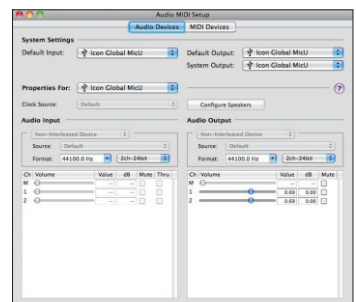 Audio MIDI Setup
Audio Devices MIDI Devices
System Settings
Default Input: Icon Global MicU Default Output: Icon Global MicU
System Output: Icon Global MicU
Properties For: Icon Global MicU ?
Clock Source: Default Configure Speakers
Audio Input Audio Output
Non-Interleaved Device Non-Interleaved Device
Source: Default Source: Default
Format: 44100.0 Hz 2ch-24bit Format: 44100.0 Hz 2ch-24bit
Ch Volume Value dB Mute Thru Ch Volume Value dB Mute
M -- -- M -- --
1 -- -- 1 0.69 0.00
2 -- -- 2 0.69 0.00